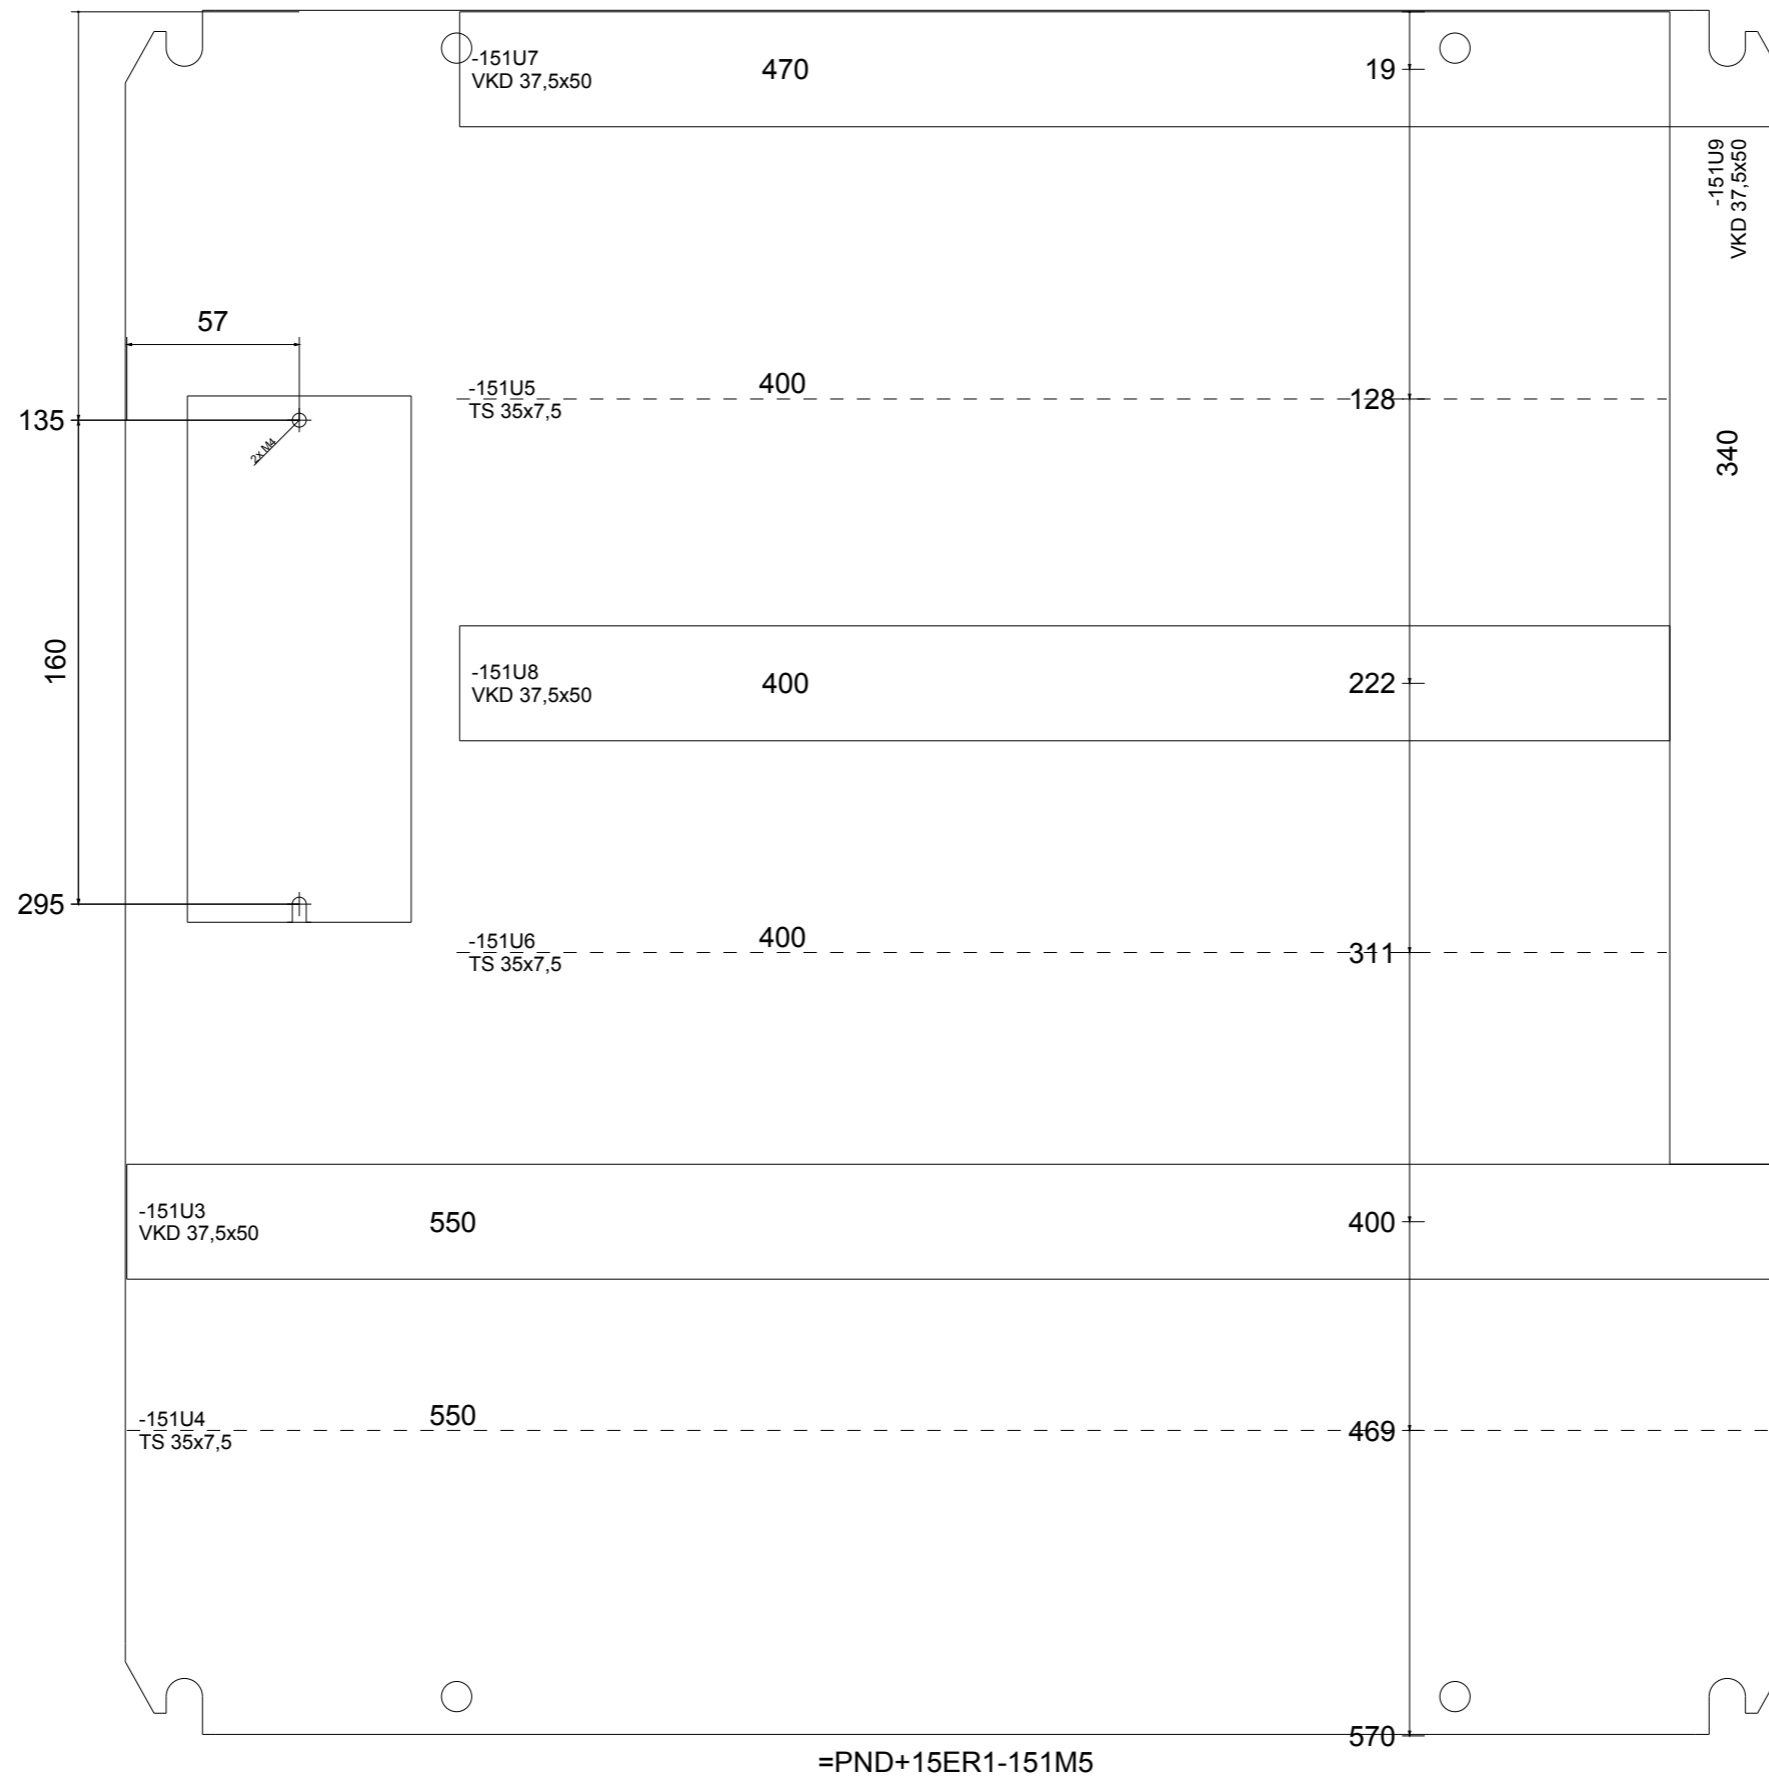 -151U7
VKD 37,5x50
470
19
-151U9
VKD 37,5x50
57
-151U5
TS 35x7,5
400
128
135
2x M4
340
160
-151U8
VKD 37,5x50
400
222
295
-151U6
TS 35x7,5
400
311
-151U3
VKD 37,5x50
550
400
-151U4
TS 35x7,5
550
469
570
=PND+15ER1-151M5